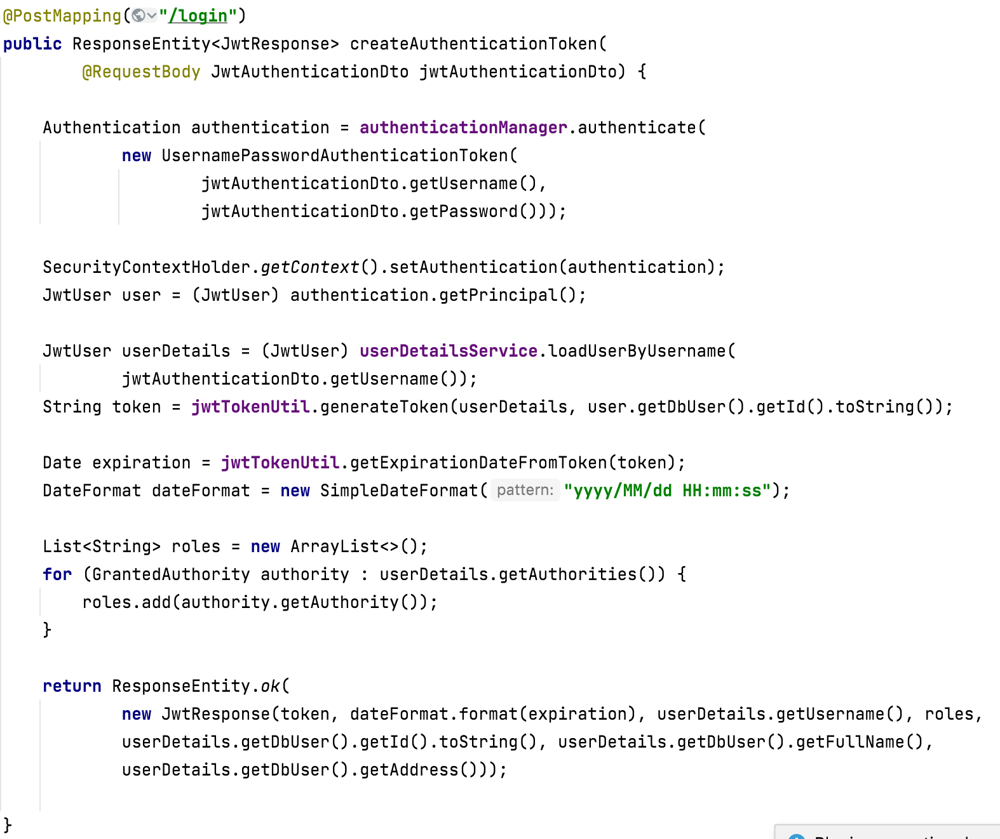 @PostMapping("/login")
public ResponseEntity<JwtResponse> createAuthenticationToken(
@RequestBody JwtAuthenticationDto jwtAuthenticationDto) {
Authentication authentication = authenticationManager.authenticate(
new UsernamePasswordAuthenticationToken(
jwtAuthenticationDto.getUsername(),
jwtAuthenticationDto.getPassword()));
SecurityContextHolder.getContext().setAuthentication(authentication);
JwtUser user = (JwtUser) authentication.getPrincipal();
JwtUser userDetails = (JwtUser) userDetailsService.loadUserByUsername(
jwtAuthenticationDto.getUsername());
String token = jwtTokenUtil.generateToken(userDetails, user.getDbUser().getId().toString());
Date expiration = jwtTokenUtil.getExpirationDateFromToken(token);
DateFormat dateFormat = new SimpleDateFormat( pattern: "yyyy/MM/dd HH:mm:ss");
List<String> roles = new ArrayList<>();
for (GrantedAuthority authority : userDetails.getAuthorities()) {
roles.add(authority.getAuthority());
}
return ResponseEntity.ok(
new JwtResponse(token, dateFormat.format(expiration), userDetails.getUsername(), roles,
userDetails.getDbUser().getId().toString(), userDetails.getDbUser().getFullName(),
userDetails.getDbUser().getAddress()));
}